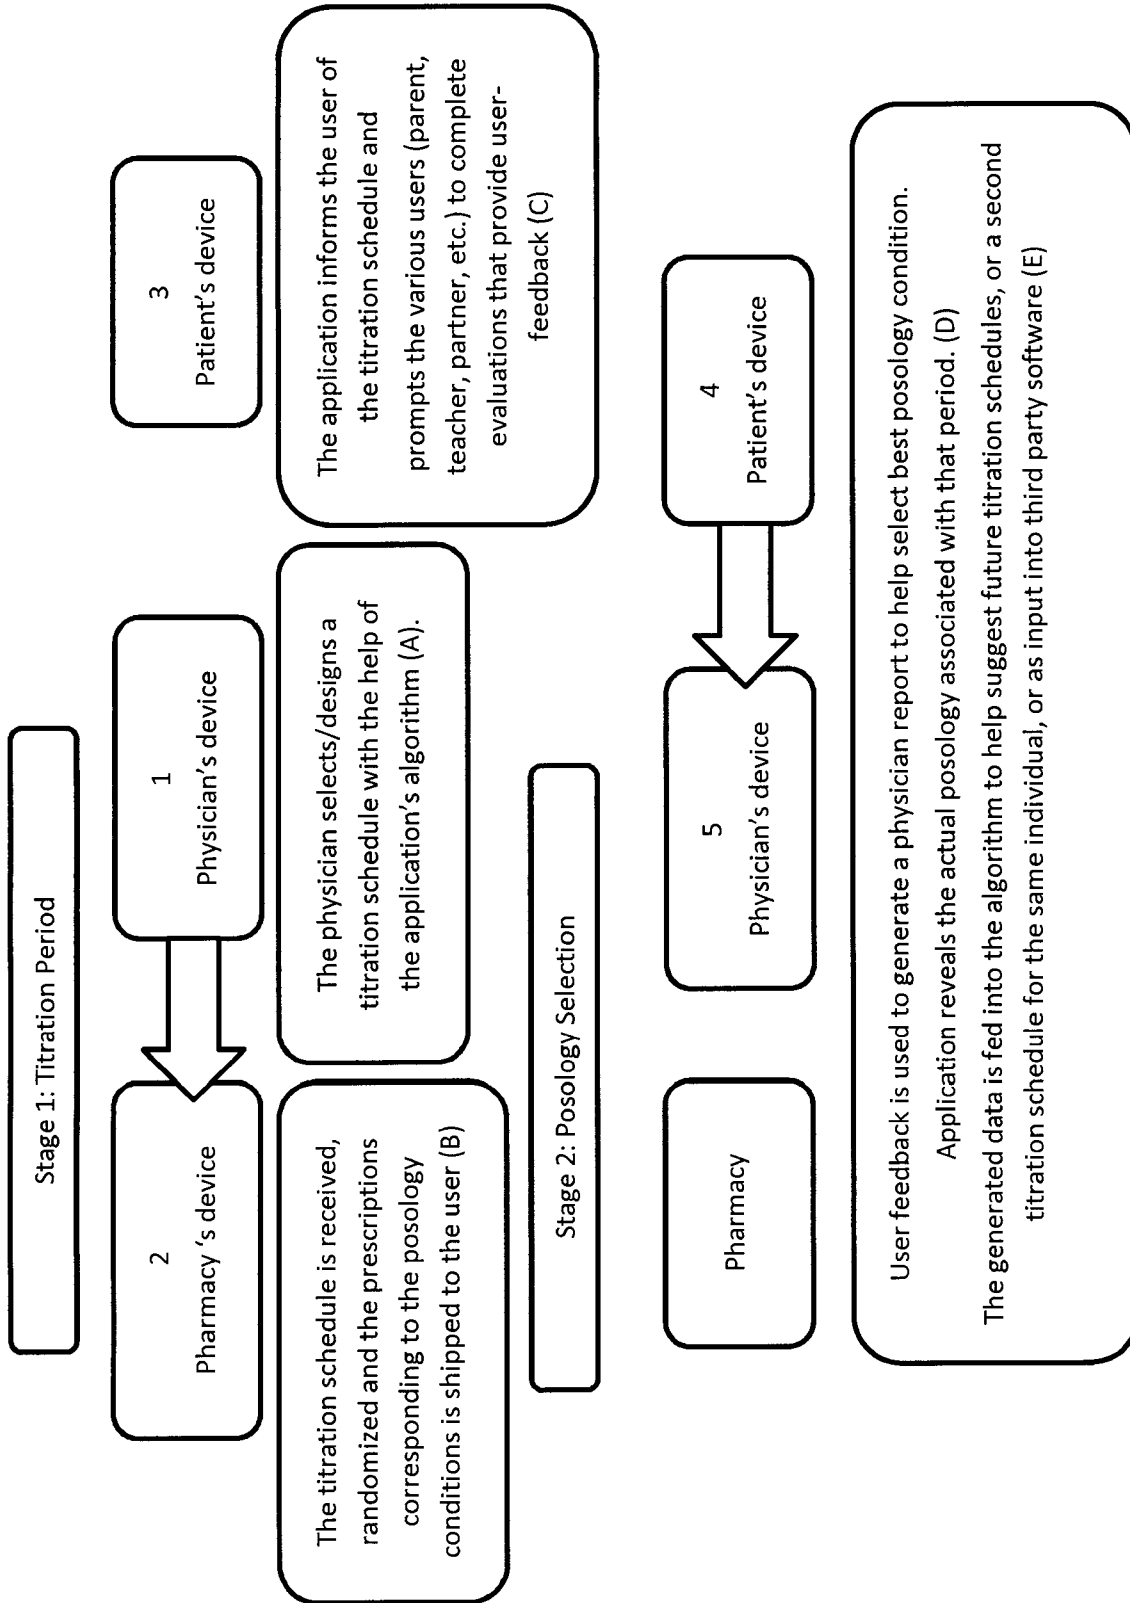 Stage 1: Titration Period
2
Pharmacy's device
1
Physician's device
3
Patient's device
The titration schedule is received,
randomized and the prescriptions
corresponding to the posology
conditions is shipped to the user (B)
The physician selects/designs a
titration schedule with the help of
the application's algorithm (A).
The application informs the user of
the titration schedule and
prompts the various users (parent,
teacher, partner, etc.) to complete
evaluations that provide user-
feedback (C)
Stage 2: Posology Selection
Pharmacy
5
Physician's device
4
Patient's device
User feedback is used to generate a physician report to help select best posology condition.
Application reveals the actual posology associated with that period. (D)
The generated data is fed into the algorithm to help suggest future titration schedules, or a second
titration schedule for the same individual, or as input into third party software (E)